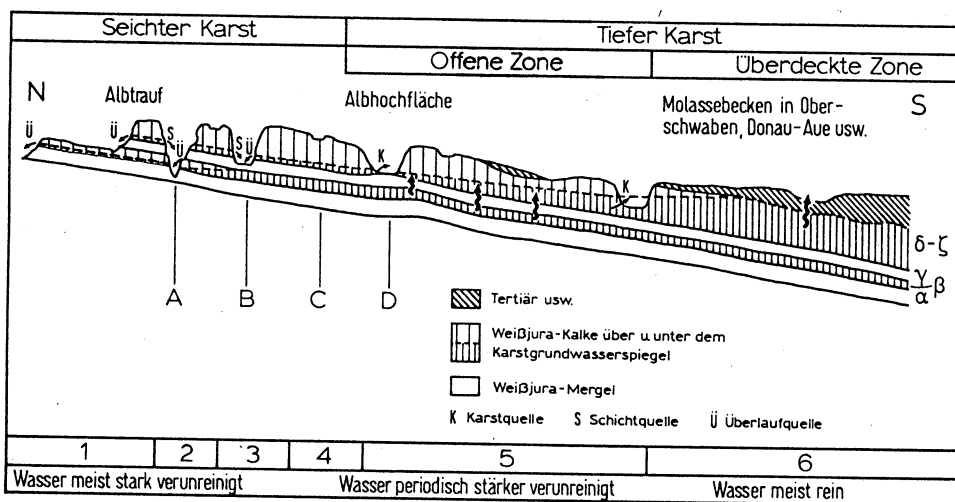 Seichter Karst
Tiefer Karst
Offene Zone
Überdeckte Zone
N
Albtrauf
Albhochfläche
Molassebecken in Ober-
schwaben, Donau-Aue usw.
S
Ü
Ü
S
Ü
S
Ü
K
K
δ-ζ
γ
α
β
A
B
C
D
Tertiär usw.
Weißjura-Kalke über u. unter dem
Karstgrundwasserspiegel
Weißjura-Mergel
K Karstquelle S Schichtquelle Ü Überlaufquelle
1 2 3 4 5 6
Wasser meist stark verunreinigt Wasser periodisch stärker verunreinigt Wasser meist rein